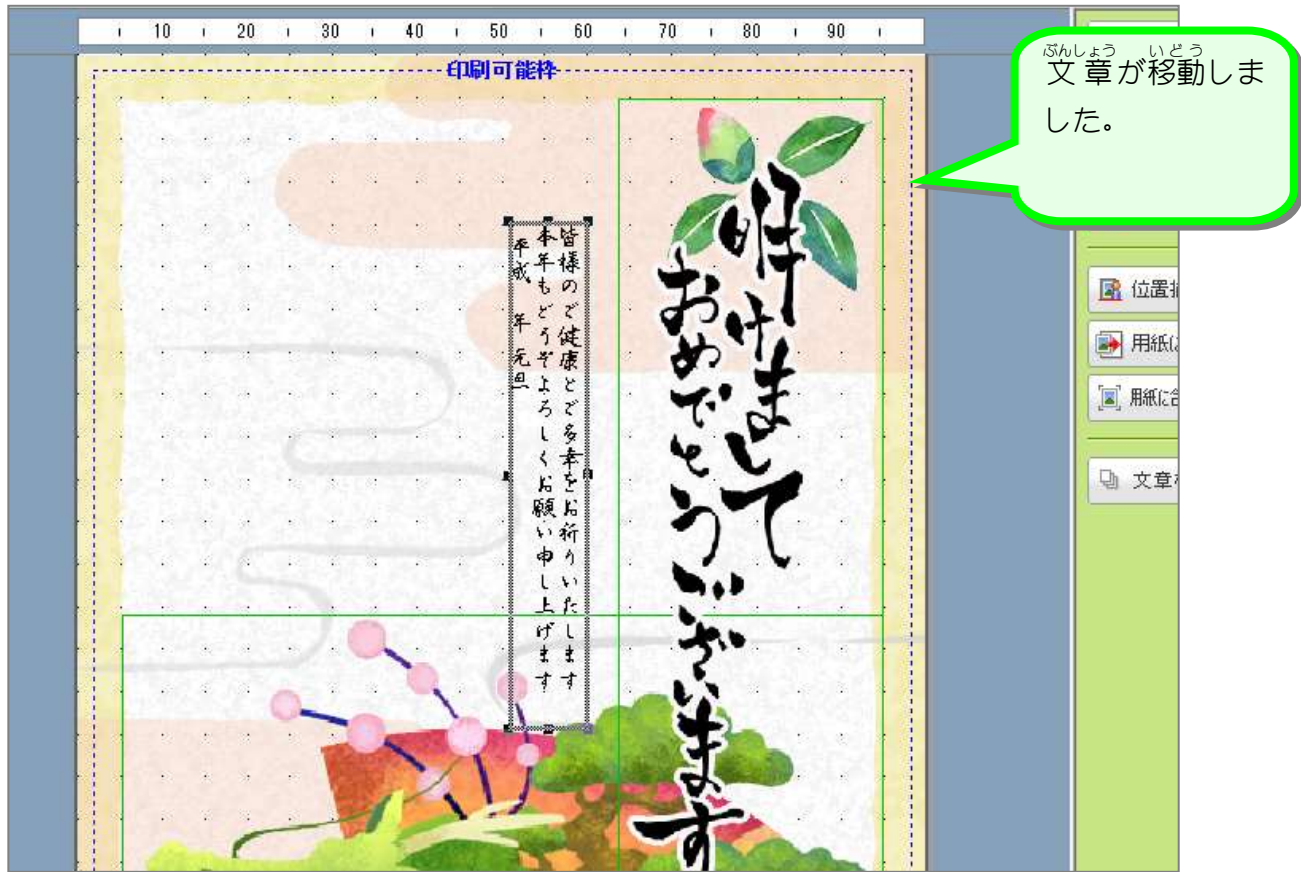 10 20 30 40 50 60 70 80 90
印刷可能枠
ぶんしょう いどう
文章が移動しま
した。
明けまして
おめでとうございます
皆様のご健康とご多幸をお祈りいたします
本年もどうぞよろしくお願い申し上げます
平成 年 元旦
位置
用紙に
用紙に合
文章